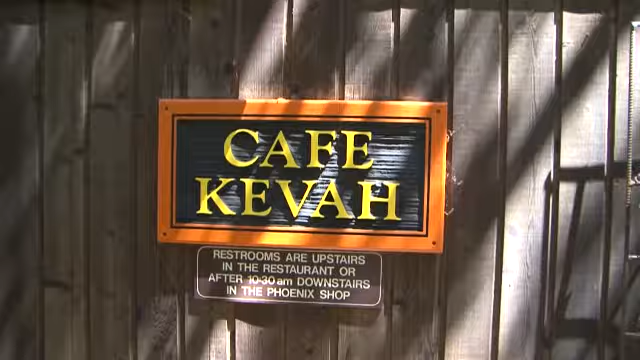 CAFE
KEVAH
RESTROOMS ARE UPSTAIRS
IN THE RESTAURANT OR
AFTER 10:30 am DOWNSTAIRS
IN THE PHOENIX SHOP